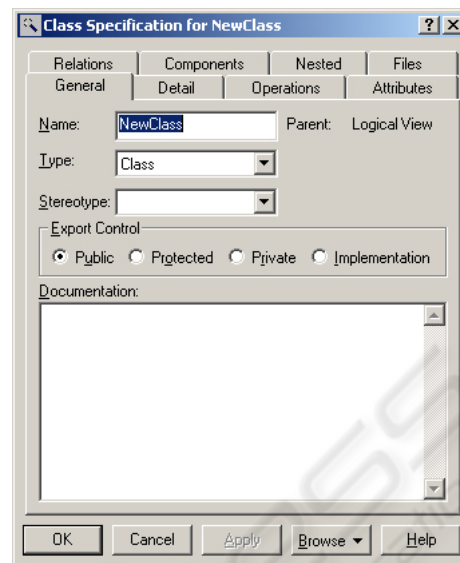 Class Specification for NewClass
Relations Components Nested Files
General Detail Operations Attributes
Name: NewClass Parent: Logical View
Type: Class
Stereotype:
Export Control
Public Protected Private Implementation
Documentation:
OK Cancel Apply Browse Help